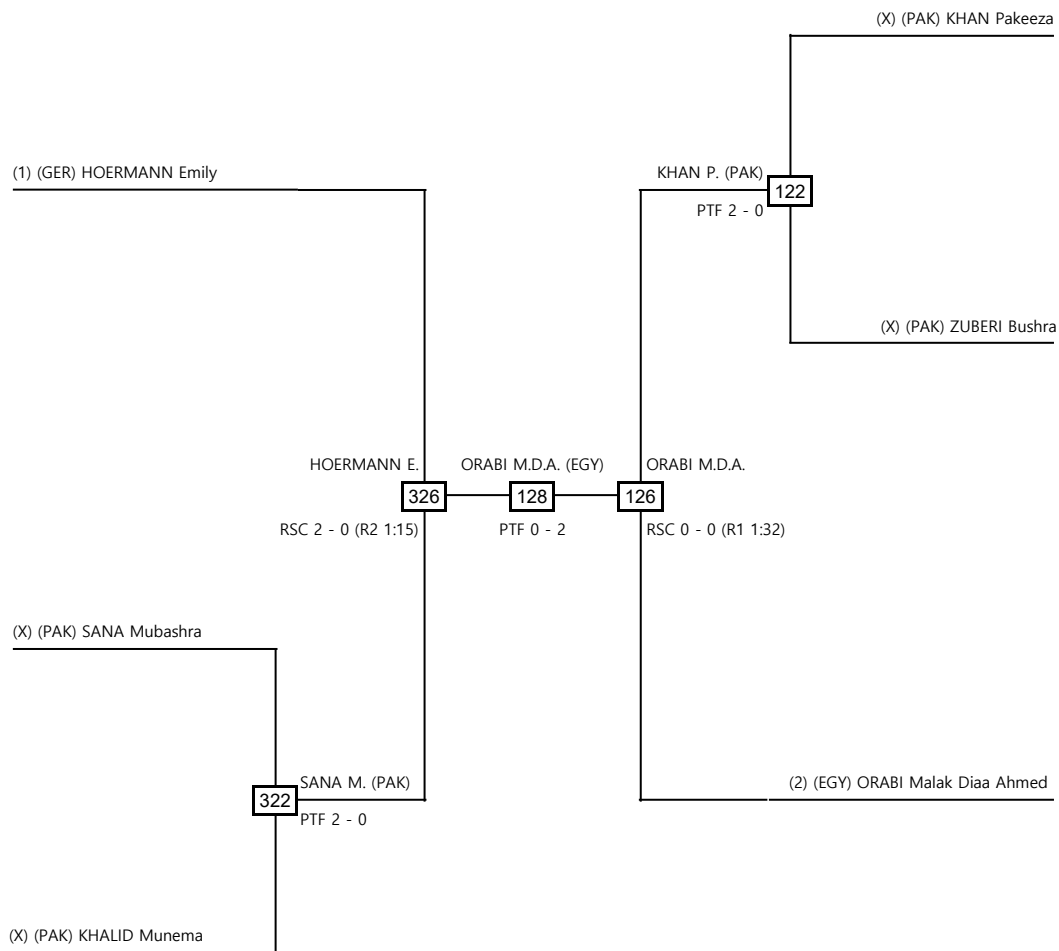 (X) (PAK) KHAN Pakeeza
(1) (GER) HOERMANN Emily
KHAN P. (PAK)
122
PTF 2 - 0
(X) (PAK) ZUBERI Bushra
HOERMANN E.
ORABI M.D.A. (EGY)
ORABI M.D.A.
326
128
126
RSC 2 - 0 (R2 1:15)
PTF 0 - 2
RSC 0 - 0 (R1 1:32)
(X) (PAK) SANA Mubashra
SANA M. (PAK)
(2) (EGY) ORABI Malak Diaa Ahmed
322
PTF 2 - 0
(X) (PAK) KHALID Munema